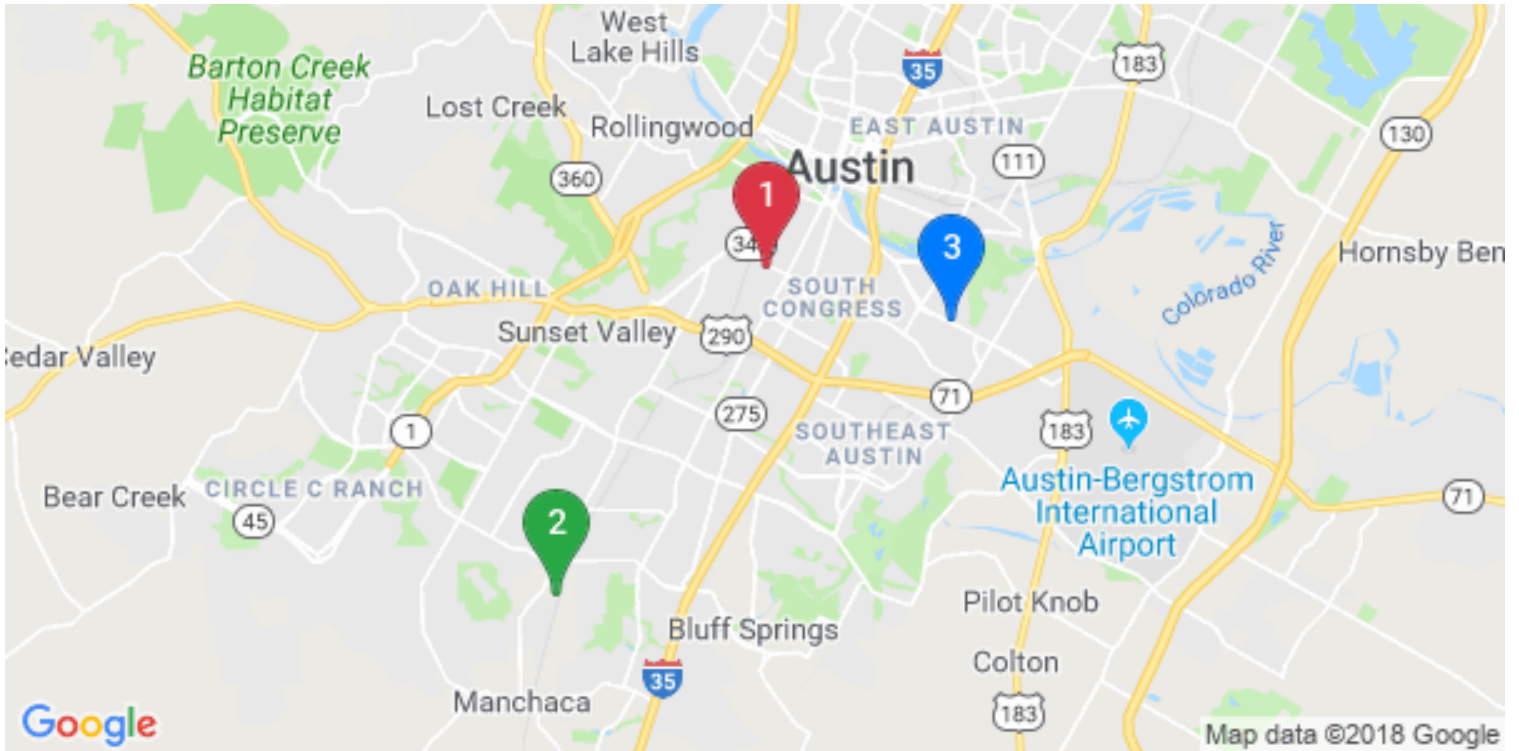 West
Lake Hills
Barton Creek
Habitat
Preserve
Lost Creek
Rollingwood
35
183
EAST AUSTIN
130
111
Austin
360
1
3
Hornsby Ben
Colorado River
OAK HILL
SOUTH
CONGRESS
Sunset Valley
290
edar Valley
71
275
1
SOUTHEAST
AUSTIN
183
Bear Creek
CIRCLE C RANCH
45
Austin-Bergstrom
International
Airport
71
2
Pilot Knob
Bluff Springs
Colton
35
Manchaca
183
Google
Map data ©2018 Google